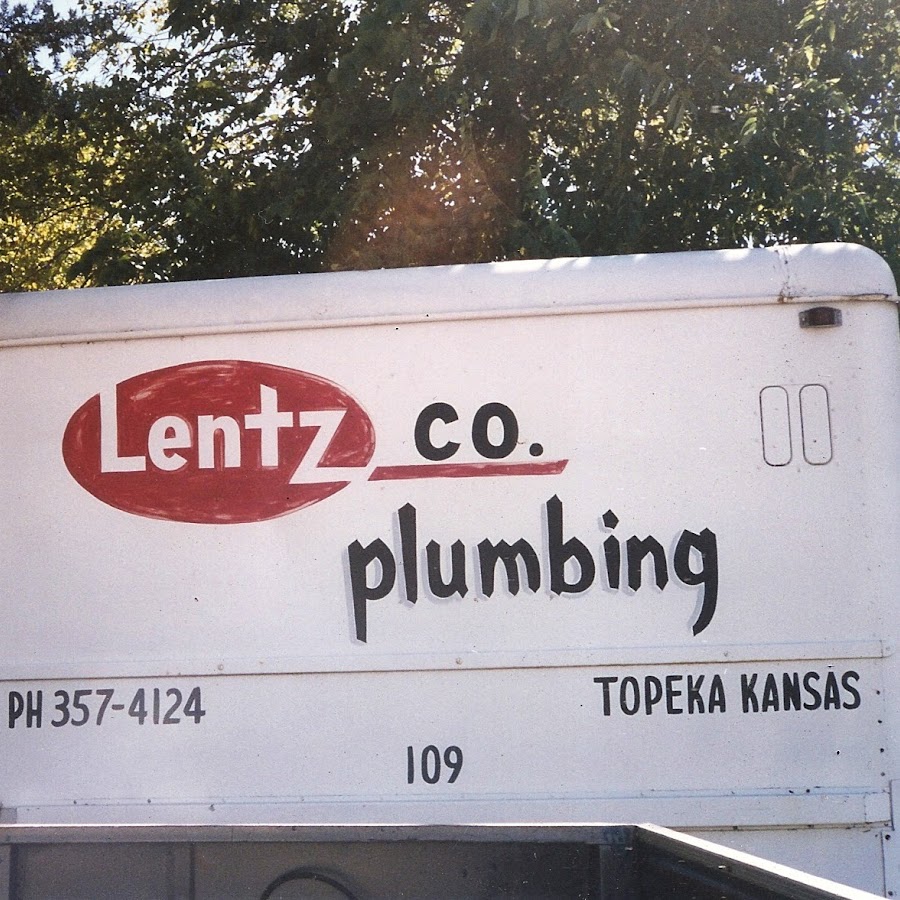 Lentz co.
plumbing
PH 357-4124 TOPEKA KANSAS
109